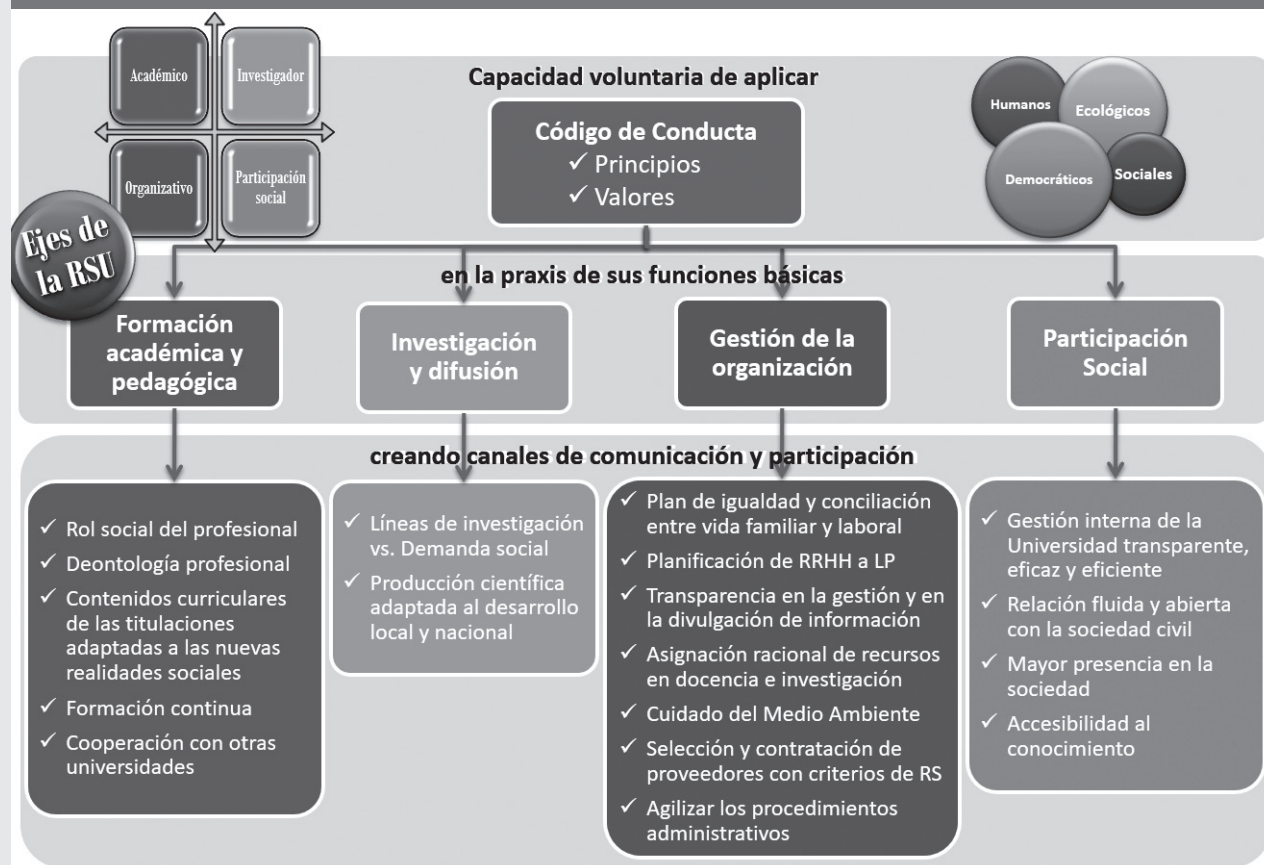 Académico
Investigador
Organizativo
Participación
social
Ejes de
la RSU
Capacidad voluntaria de aplicar
Código de Conducta
✓ Principios
✓ Valores
Humanos
Ecológicos
Democráticos
Sociales
en la praxis de sus funciones básicas
Formación
académica y
pedagógica
Investigación
y difusión
Gestión de la
organización
Participación
Social
creando canales de comunicación y participación
✓ Rol social del profesional
✓ Deontología profesional
✓ Contenidos curriculares
de las titulaciones
adaptadas a las nuevas
realidades sociales
✓ Formación continua
✓ Cooperación con otras
universidades
✓ Líneas de investigación
vs. Demanda social
✓ Producción científica
adaptada al desarrollo
local y nacional
✓ Plan de igualdad y conciliación
entre vida familiar y laboral
✓ Planificación de RRHH a LP
✓ Transparencia en la gestión y en
la divulgación de información
✓ Asignación racional de recursos
en docencia e investigación
✓ Cuidado del Medio Ambiente
✓ Selección y contratación de
proveedores con criterios de RS
✓ Agilizar los procedimientos
administrativos
✓ Gestión interna de la
Universidad transparente,
eficaz y eficiente
✓ Relación fluida y abierta
con la sociedad civil
✓ Mayor presencia en la
sociedad
✓ Accesibilidad al
conocimiento